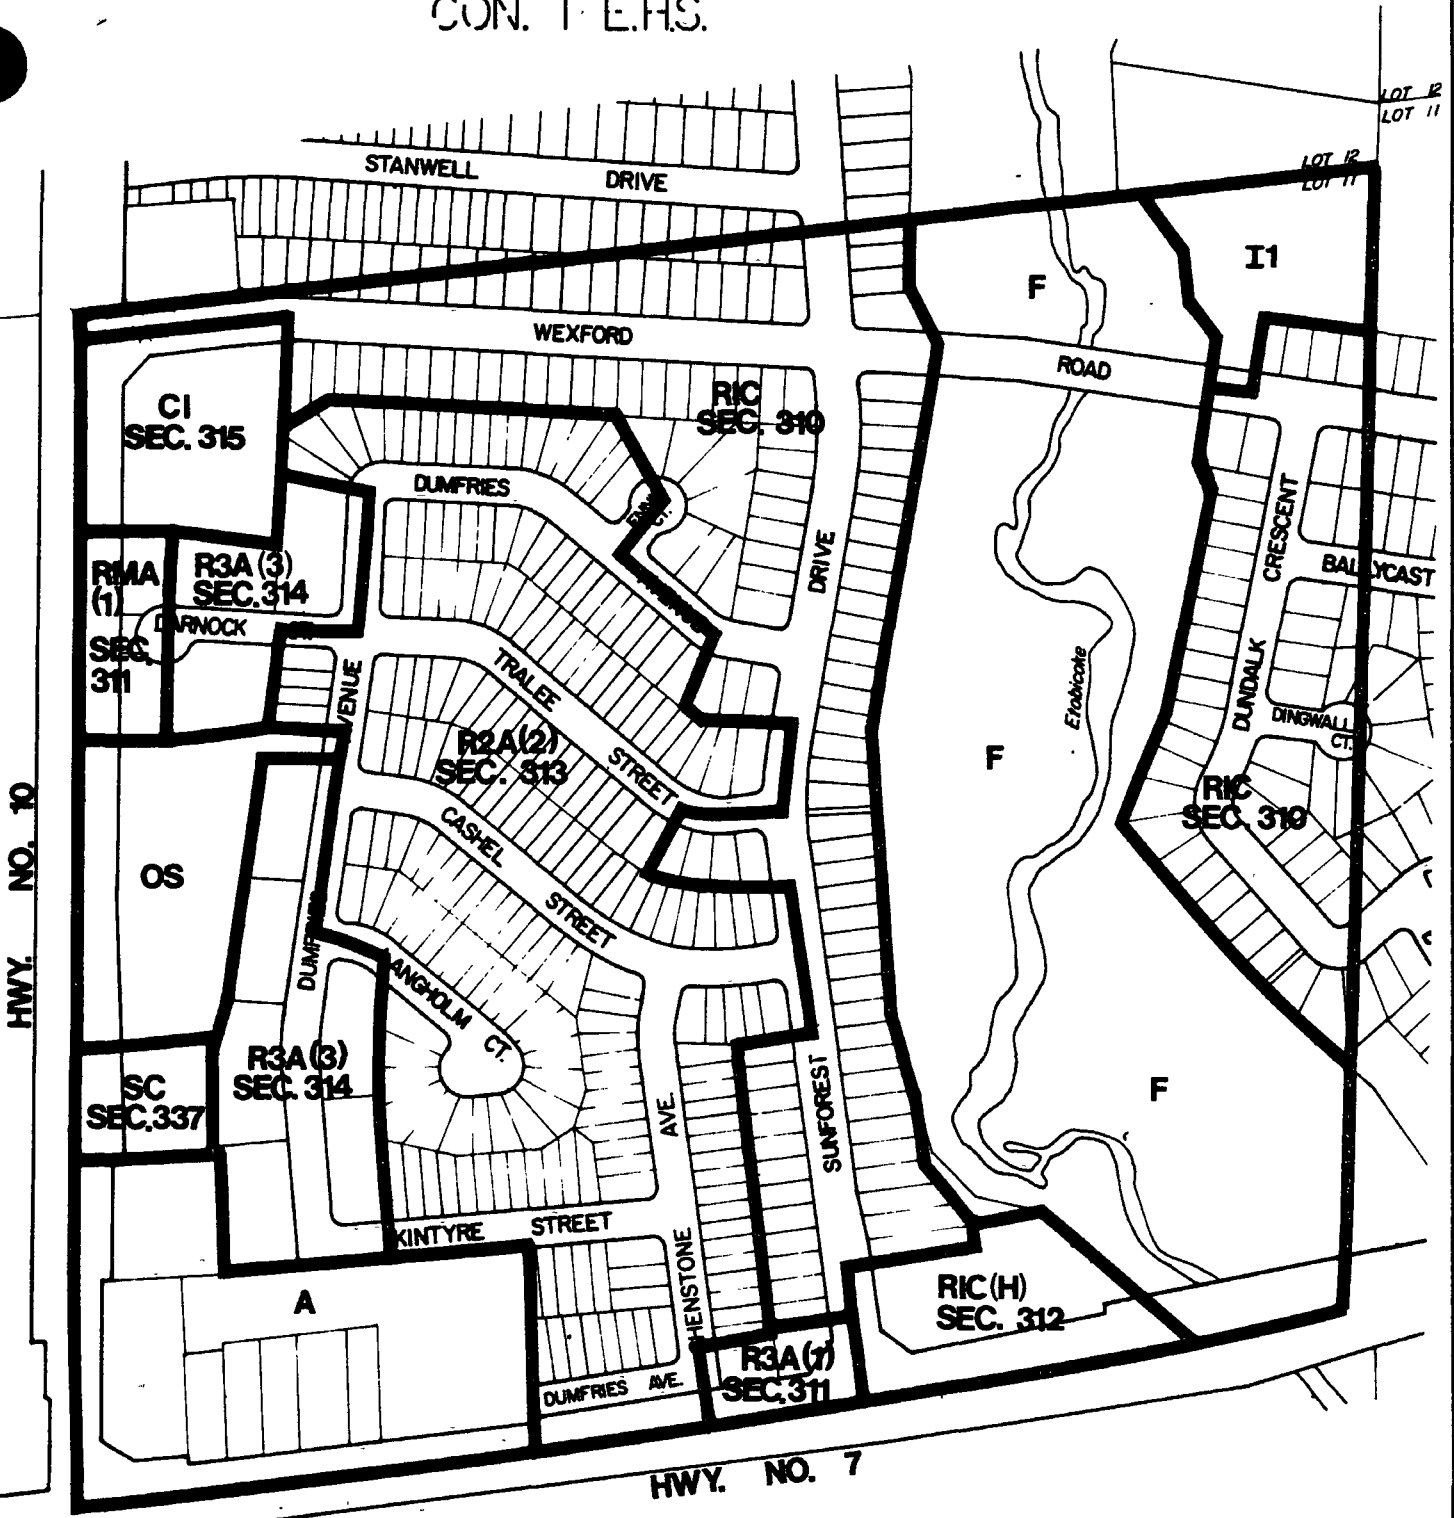 CON. 1 E.H.S.
LOT 12
LOT 11
STANWELL DRIVE
LOT 12
LOT 11
I1
F
WEXFORD ROAD
RIC
SEC. 310
CI
SEC. 315
DUMFRIES
CT.
DRIVE
CRESCENT
BALLYCAST
RMA
(1)
SEC.
311
R3A (3)
SEC. 314
DARNOCK
AVENUE
TRALEE STREET
Etobicoke
DUNDALK
DINGWALL
CT.
R2A(2)
SEC. 313
F
RIC
SEC. 310
HWY. NO. 10
OS
CASHEL STREET
DUMFRIES
LANGHOLM CT.
R3A(3)
SEC. 314
SC
SEC. 337
AVE.
SUNFOREST
F
KINTYRE STREET
SHENSTONE
A
RIC(H)
SEC. 312
R3A(1)
SEC. 311
DUMFRIES AVE.
HWY. NO. 7